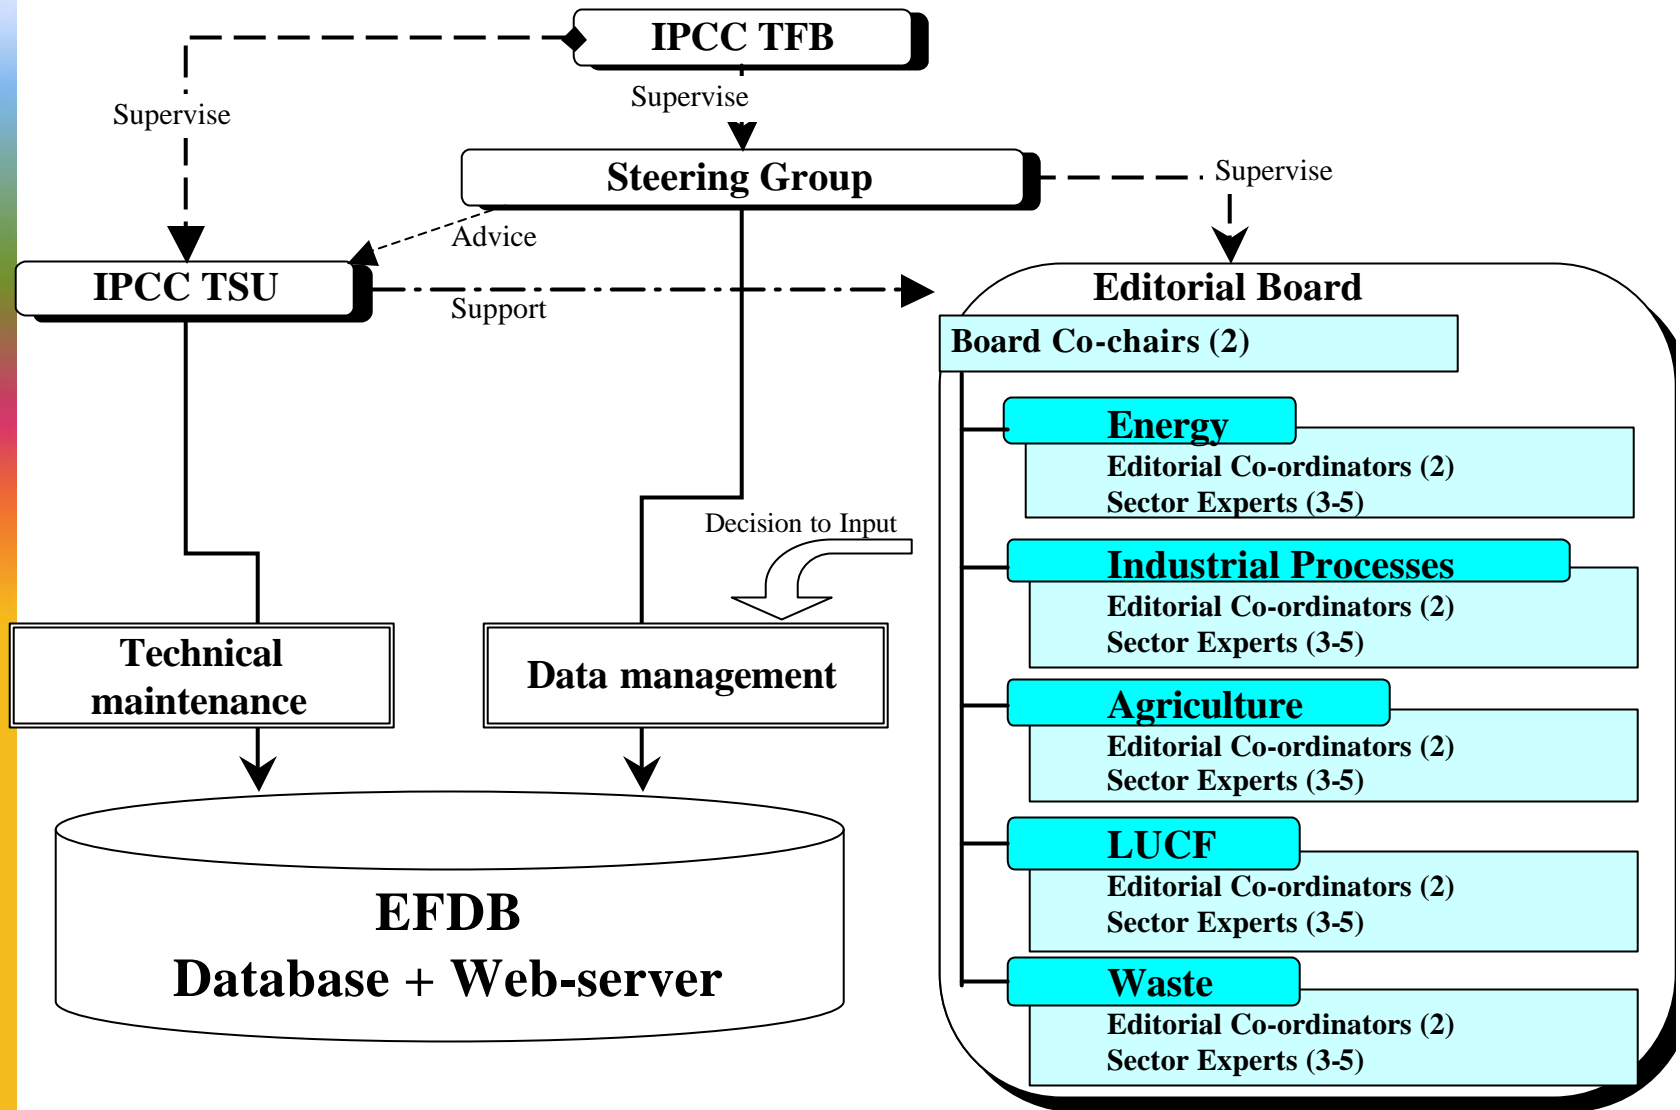 IPCC TFB
Supervise
Supervise
Steering Group
Supervise
Advice
IPCC TSU
Support
Editorial Board
Board Co-chairs (2)
Energy
Editorial Co-ordinators (2)
Sector Experts (3-5)
Decision to Input
Industrial Processes
Editorial Co-ordinators (2)
Sector Experts (3-5)
Technical
maintenance
Data management
Agriculture
Editorial Co-ordinators (2)
Sector Experts (3-5)
LUCF
Editorial Co-ordinators (2)
Sector Experts (3-5)
EFDB
Database + Web-server
Waste
Editorial Co-ordinators (2)
Sector Experts (3-5)